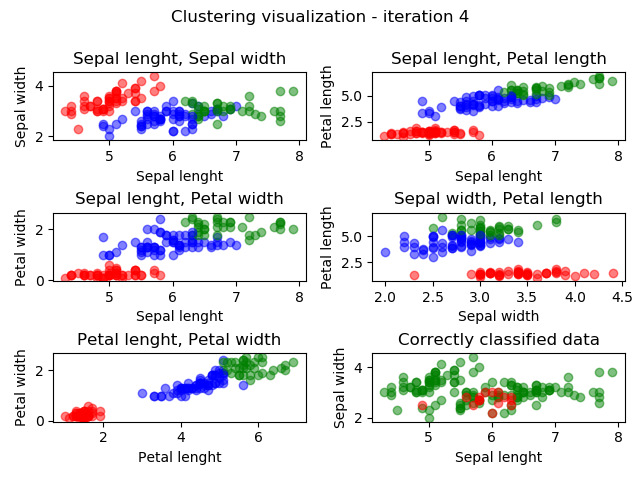 Clustering visualization - iteration 4
Sepal lenght, Sepal width
Sepal width
4
2
5
6
7
8
Sepal lenght
Sepal lenght, Petal length
Petal length
5.0
2.5
5
6
7
8
Sepal lenght
Sepal lenght, Petal width
Petal width
2
0
5
6
7
8
Sepal lenght
Sepal width, Petal length
Petal length
5.0
2.5
2.0
2.5
3.0
3.5
4.0
4.5
Sepal width
Petal lenght, Petal width
Petal width
2
0
2
4
6
Petal lenght
Correctly classified data
Sepal width
4
2
5
6
7
8
Sepal lenght